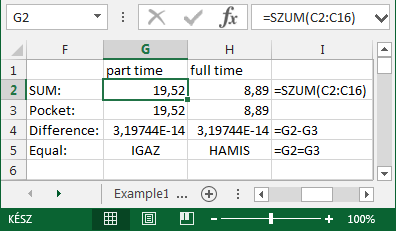 G2 =SZUM(C2:C16)
F G H I
1 part time full time
2 SUM: 19,52 8,89 =SZUM(C2:C16)
3 Pocket: 19,52 8,89
4 Difference: 3,19744E-14 3,19744E-14 =G2-G3
5 Equal: IGAZ HAMIS =G2=G3
6
Example1 ...
KÉSZ 100%